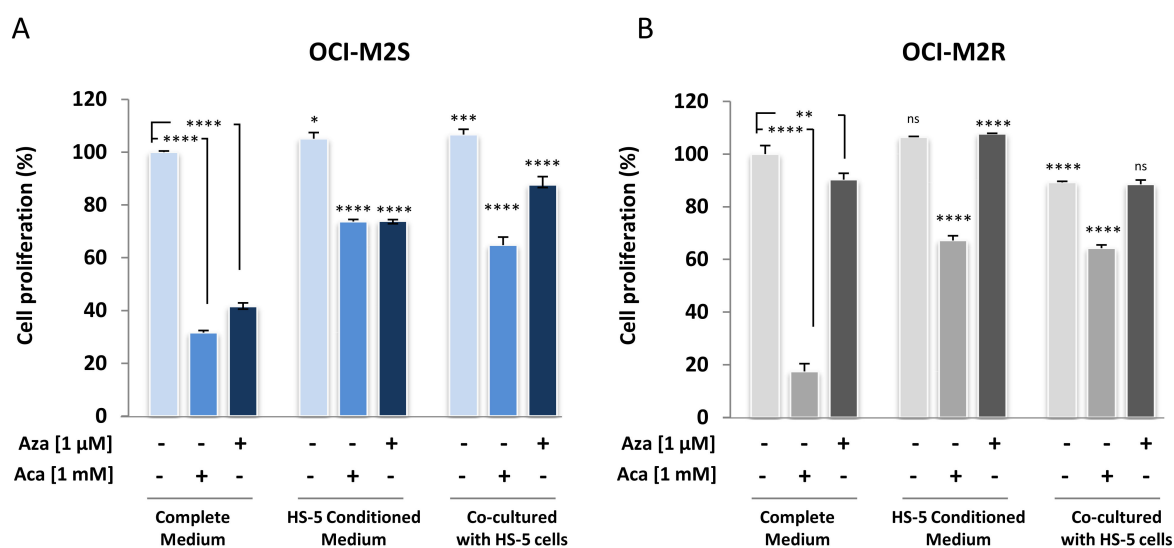 A
OCI-M2S
Cell proliferation (%)
120
100
80
60
40
20
0
****
****
*
****
****
***
****
****
Aza [1 µM] - - + - - + - - +
Aca [1 mM] - + - - + - - + -
Complete
Medium
HS-5 Conditioned
Medium
Co-cultured
with HS-5 cells
B
OCI-M2R
Cell proliferation (%)
120
100
80
60
40
20
0
**
****
ns
****
****
****
****
ns
Aza [1 µM] - - + - - + - - +
Aca [1 mM] - + - - + - - + -
Complete
Medium
HS-5 Conditioned
Medium
Co-cultured
with HS-5 cells